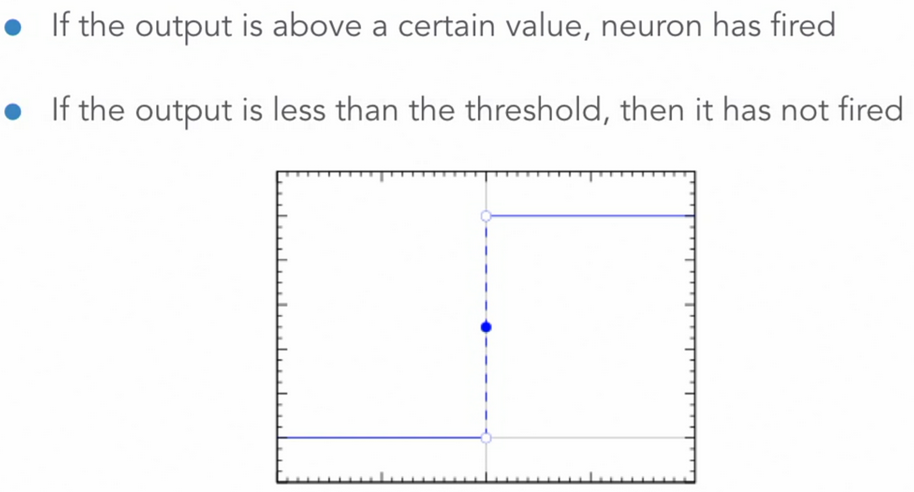 If the output is above a certain value, neuron has fired
If the output is less than the threshold, then it has not fired